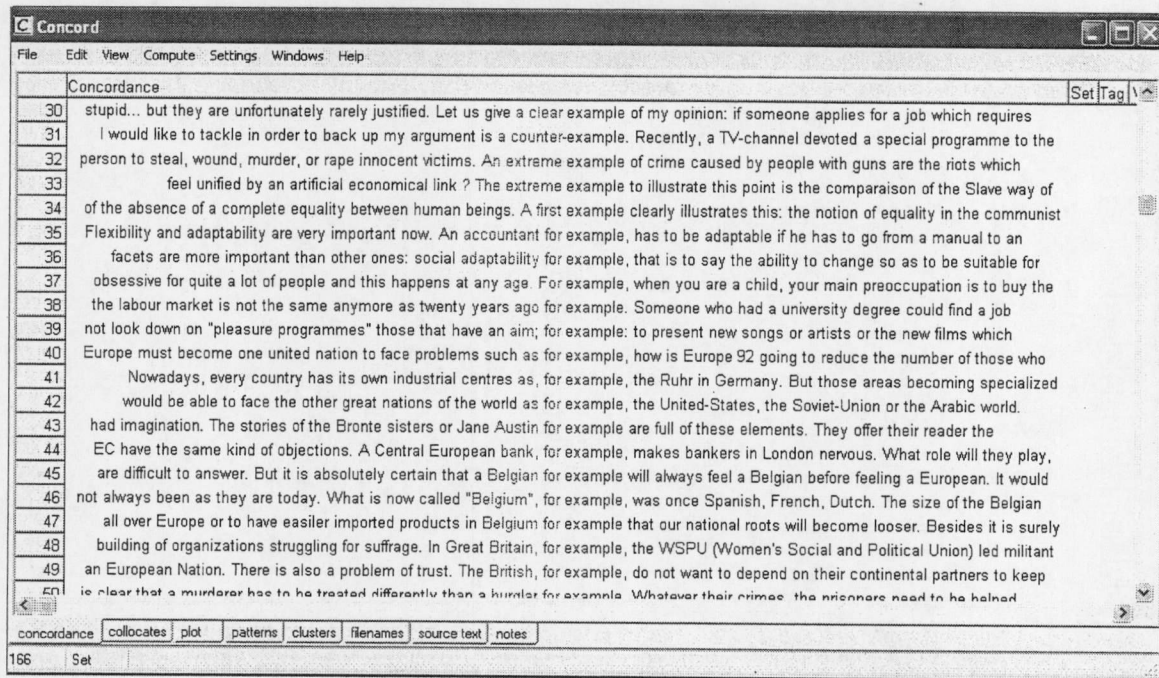 C Concord
File Edit View Compute Settings Windows Help
Concordance Set Tag
30 stupid... but they are unfortunately rarely justified. Let us give a clear example of my opinion: if someone applies for a job which requires
31 I would like to tackle in order to back up my argument is a counter-example. Recently, a TV-channel devoted a special programme to the
32 person to steal, wound, murder, or rape innocent victims. An extreme example of crime caused by people with guns are the riots which
33 feel unified by an artificial economical link ? The extreme example to illustrate this point is the comparaison of the Slave way of
34 of the absence of a complete equality between human beings. A first example clearly illustrates this: the notion of equality in the communist
35 Flexibility and adaptability are very important now. An accountant for example, has to be adaptable if he has to go from a manual to an
36 facets are more important than other ones: social adaptability for example, that is to say the ability to change so as to be suitable for
37 obsessive for quite a lot of people and this happens at any age. For example, when you are a child, your main preoccupation is to buy the
38 the labour market is not the same anymore as twenty years ago for example. Someone who had a university degree could find a job
39 not look down on "pleasure programmes" those that have an aim; for example: to present new songs or artists or the new films which
40 Europe must become one united nation to face problems such as for example, how is Europe 92 going to reduce the number of those who
41 Nowadays, every country has its own industrial centres as, for example, the Ruhr in Germany. But those areas becoming specialized
42 would be able to face the other great nations of the world as for example, the United-States, the Soviet-Union or the Arabic world.
43 had imagination. The stories of the Bronte sisters or Jane Austin for example are full of these elements. They offer their reader the
44 EC have the same kind of objections. A Central European bank, for example, makes bankers in London nervous. What role will they play,
45 are difficult to answer. But it is absolutely certain that a Belgian for example will always feel a Belgian before feeling a European. It would
46 not always been as they are today. What is now called "Belgium", for example, was once Spanish, French, Dutch. The size of the Belgian
47 all over Europe or to have easilier imported products in Belgium for example that our national roots will become looser. Besides it is surely
48 building of organizations struggling for suffrage. In Great Britain, for example, the WSPU (Women's Social and Political Union) led militant
49 an European Nation. There is also a problem of trust. The British, for example, do not want to depend on their continental partners to keep
50 is clear that a murderer has to be treated differently than a burglar for example. Whatever their crimes, the prisoners need to be helped
concordance collocates plot patterns clusters filenames source text notes
166 Set